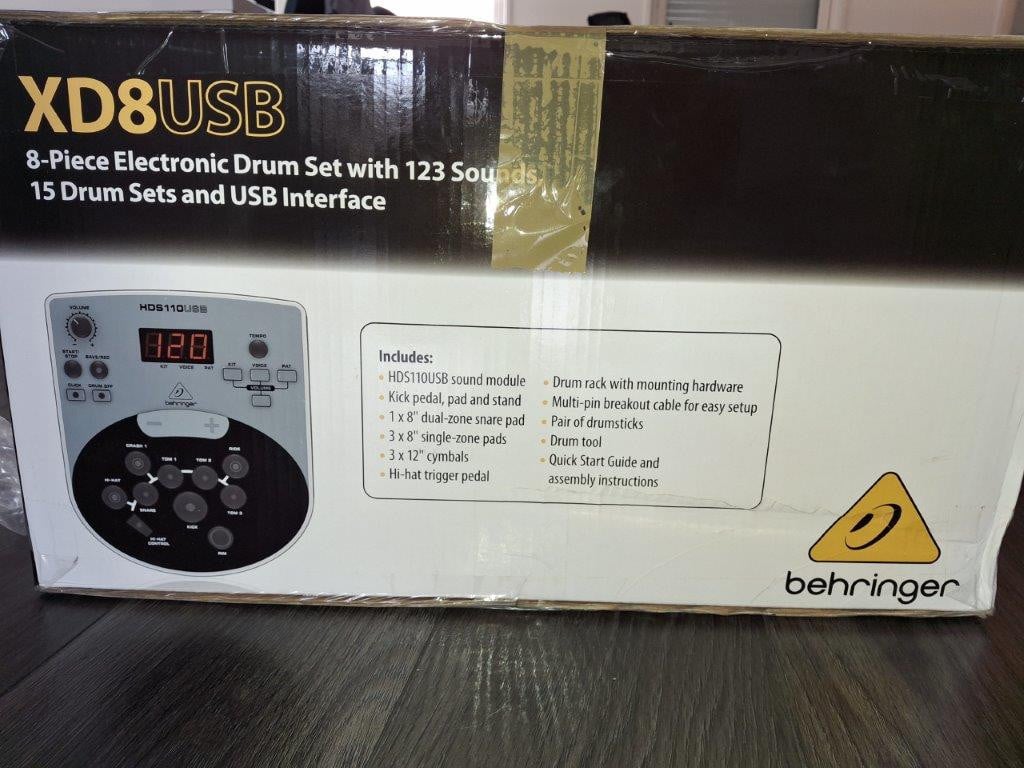 XD8USB
8-Piece Electronic Drum Set with 123 Sounds
15 Drum Sets and USB Interface
HDS110USB
VOLUME
120
KIT VOICE PAT
TEMPO
START/
STOP
SAVE/REC
KIT VOICE PAT
VOLUME
CLICK
DRUM OFF
behringer
- +
CRASH 1
TOM 1
TOM 2
RIDE
HI-HAT
SNARE
TOM 3
KICK
HI-HAT
CONTROL
RIM
Includes:
• HDS110USB sound module
• Kick pedal, pad and stand
• 1 x 8" dual-zone snare pad
• 3 x 8" single-zone pads
• 3 x 12" cymbals
• Hi-hat trigger pedal
• Drum rack with mounting hardware
• Multi-pin breakout cable for easy setup
• Pair of drumsticks
• Drum tool
• Quick Start Guide and
assembly instructions
behringer